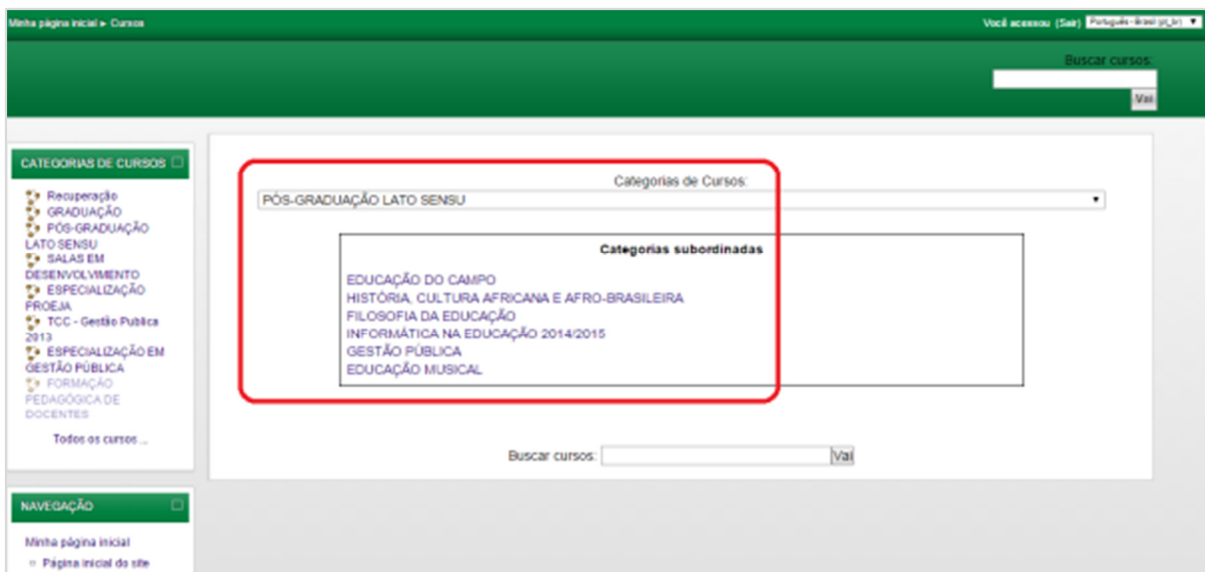 Minha página inicial ► Cursos
Você acessou (Sair) Português - Brasil (pt_br)
Buscar cursos:
Vai
CATEGORIAS DE CURSOS
Recuperação
GRADUAÇÃO
PÓS-GRADUAÇÃO
LATO SENSU
SALAS EM
DESENVOLVIMENTO
ESPECIALIZAÇÃO
PROEJA
TCC - Gestão Publica
2013
ESPECIALIZAÇÃO EM
GESTÃO PÚBLICA
FORMAÇÃO
PEDAGÓGICA DE
DOCENTES
Todos os cursos ...
Categorias de Cursos:
PÓS-GRADUAÇÃO LATO SENSU
Categorias subordinadas
EDUCAÇÃO DO CAMPO
HISTÓRIA, CULTURA AFRICANA E AFRO-BRASILEIRA
FILOSOFIA DA EDUCAÇÃO
INFORMÁTICA NA EDUCAÇÃO 2014/2015
GESTÃO PÚBLICA
EDUCAÇÃO MUSICAL
Buscar cursos: Vai
NAVEGAÇÃO
Minha página inicial
Página inicial do site